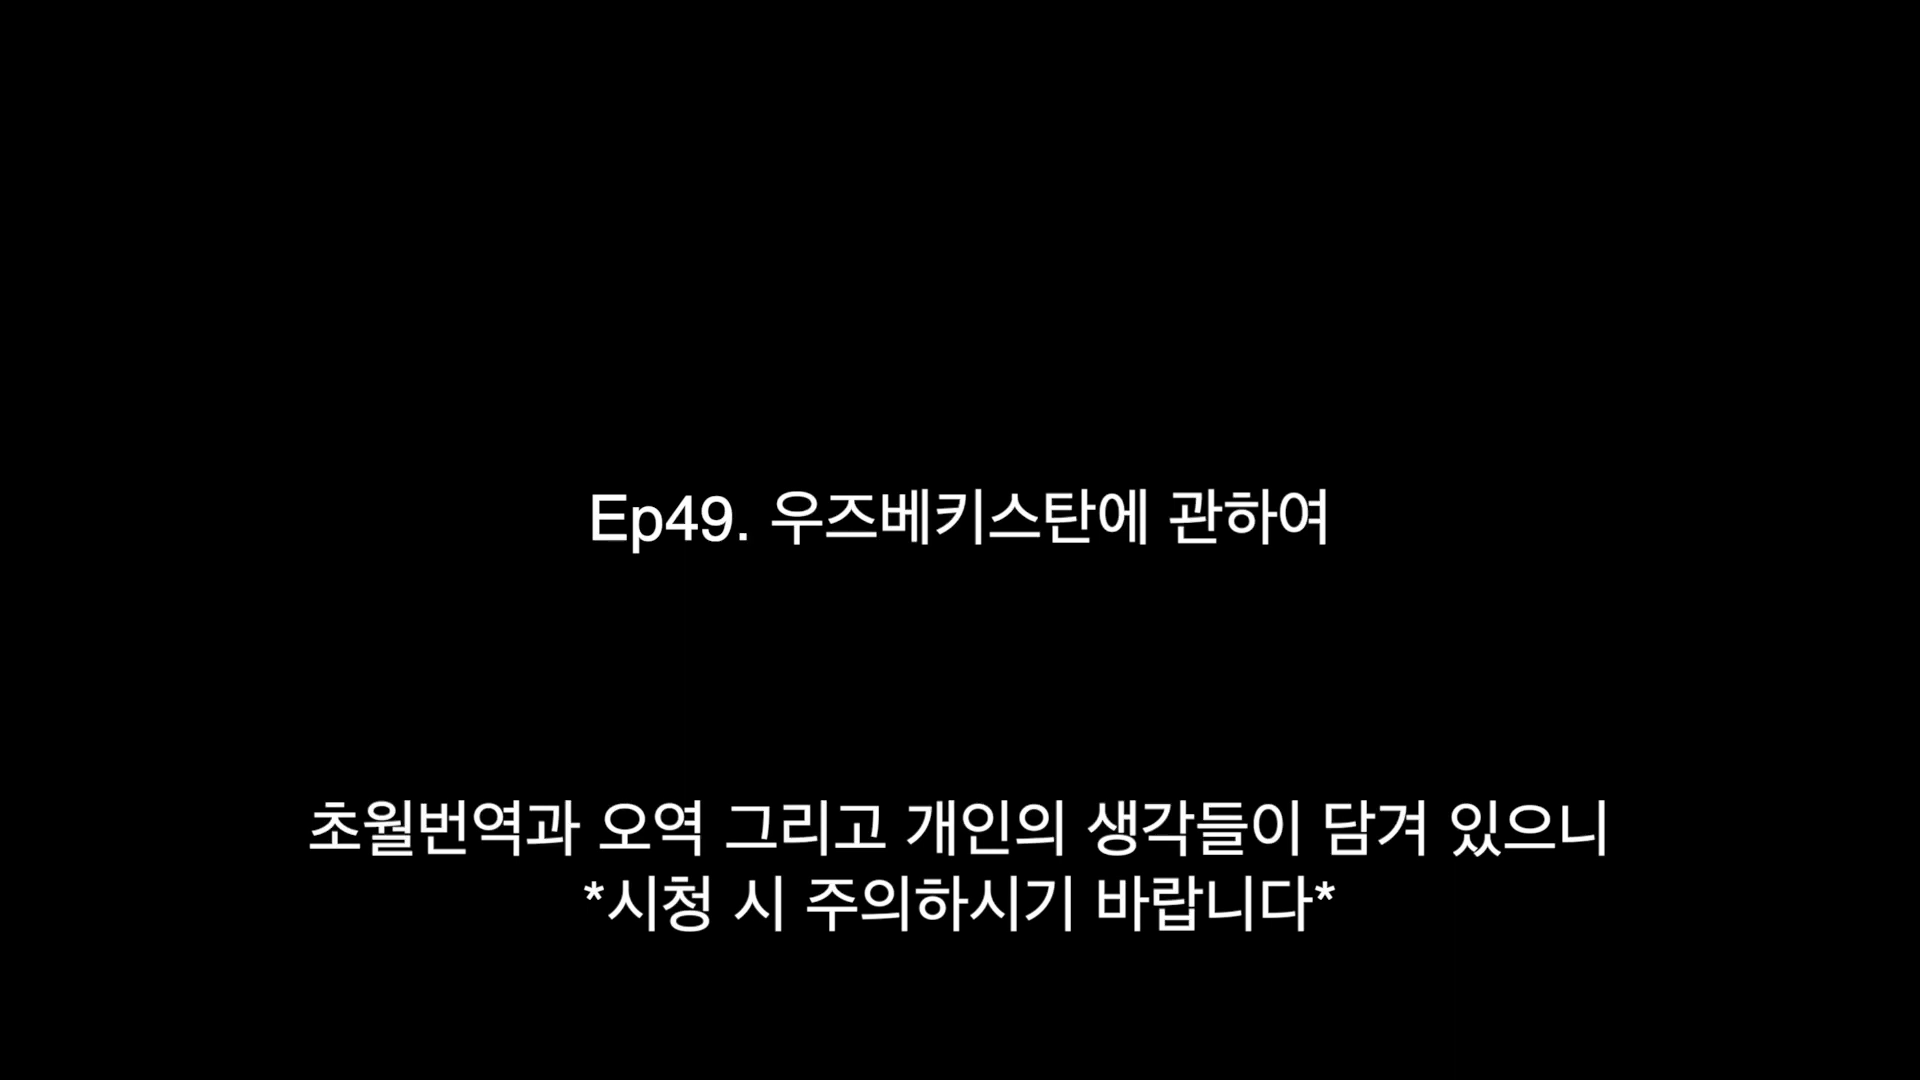 Ep49. 우즈베키스탄에 관하여
초월번역과 오역 그리고 개인의 생각들이 담겨 있으니
*시청 시 주의하시기 바랍니다*